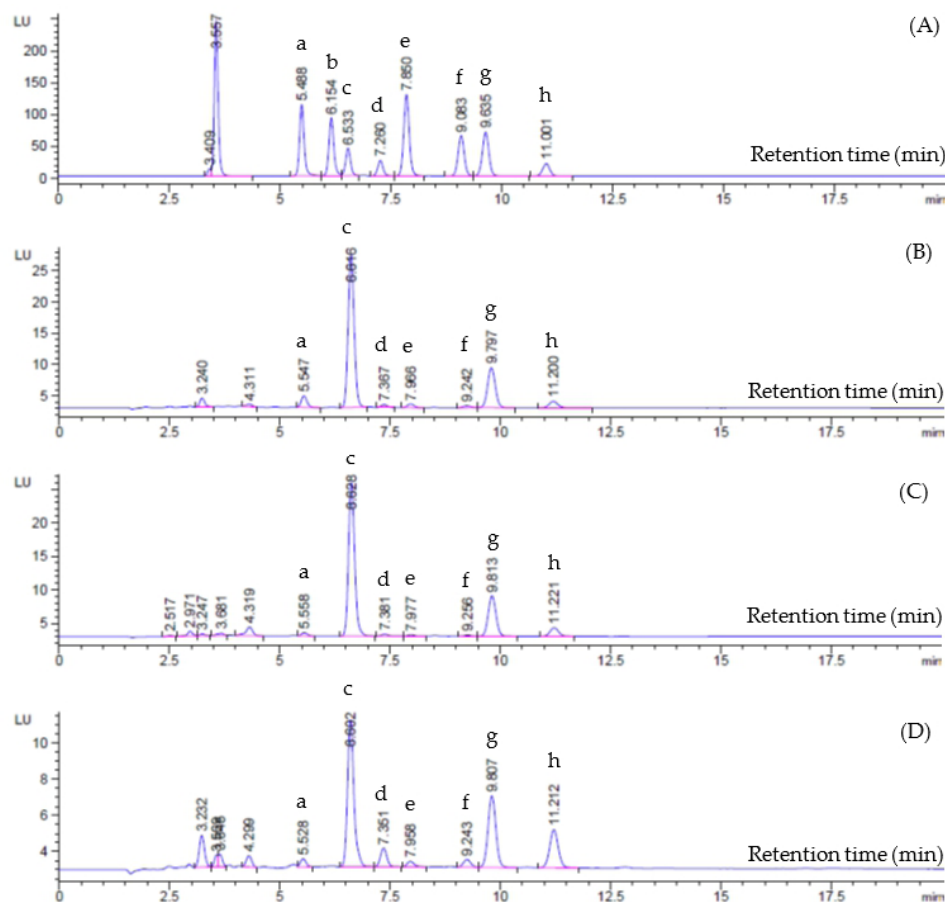 LU
(A)
3.409
3.557
a
5.488
b
6.154
c
6.533
d
7.260
e
7.850
f
9.083
g
9.635
h
11.001
200
150
100
50
0
Retention time (min)
0 2.5 5 7.5 10 12.5 15 17.5 min
LU
(B)
3.240
4.311
a
5.547
c
6.616
d
7.367
e
7.966
f
9.242
g
9.797
h
11.200
25
20
15
10
5
Retention time (min)
0 2.5 5 7.5 10 12.5 15 17.5 min
LU
(C)
2.517
2.971
3.247
3.681
4.319
a
5.558
c
6.628
d
7.381
e
7.977
f
9.256
g
9.813
h
11.221
20
15
10
5
Retention time (min)
0 2.5 5 7.5 10 12.5 15 17.5 min
LU
(D)
3.232
4.299
a
5.528
c
6.602
d
7.351
e
7.958
f
9.243
g
9.807
h
11.212
10
8
6
4
Retention time (min)
0 2.5 5 7.5 10 12.5 15 17.5 min